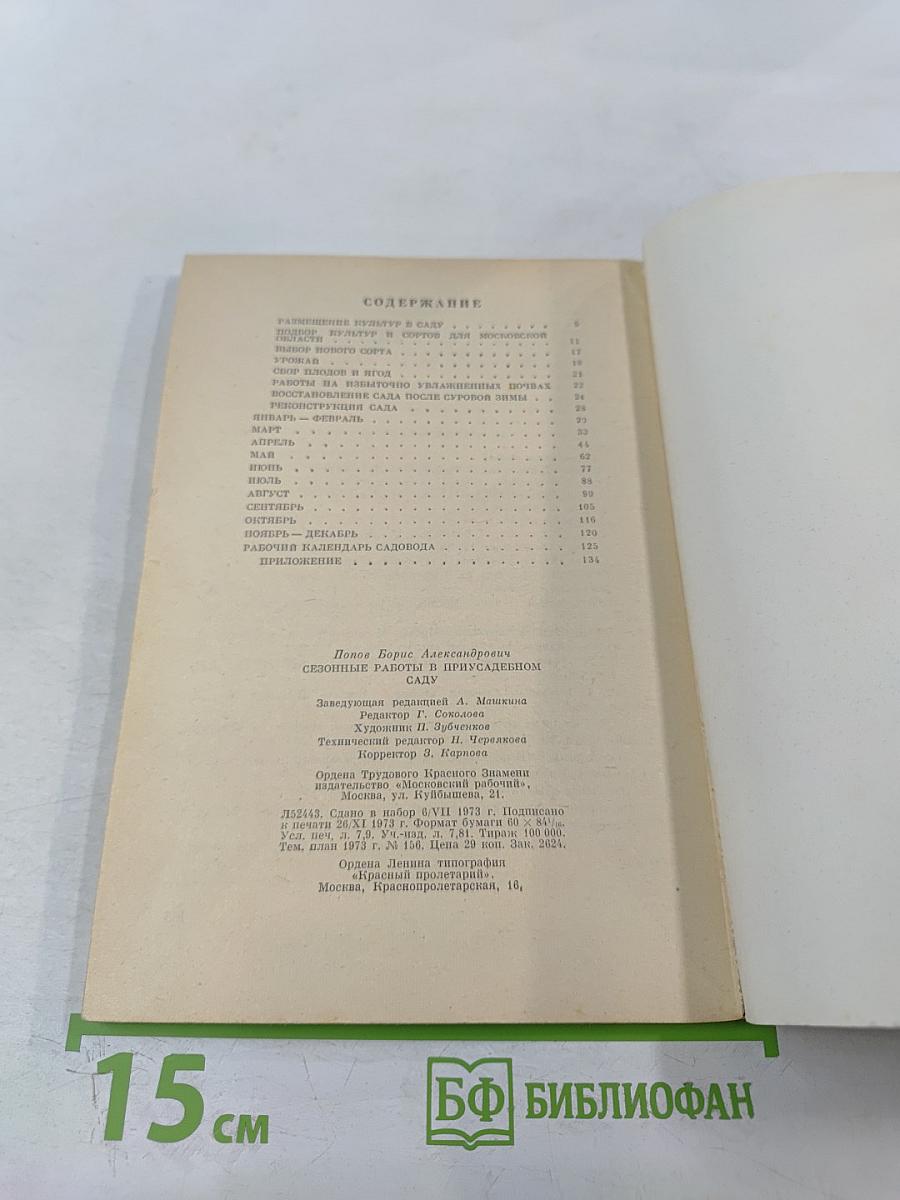 СОДЕРЖАНИЕ
РАЗМЕЩЕНИЕ КУЛЬТУР В САДУ . . . . . . . . 5
ПОДБОР КУЛЬТУР И СОРТОВ ДЛЯ МОСКОВСКОЙ
ОБЛАСТИ . . . . . . . . . . . . . . 11
ВЫБОР НОВОГО СОРТА . . . . . . . . . . . 17
УРОЖАЙ . . . . . . . . . . . . . . . 19
СБОР ПЛОДОВ И ЯГОД . . . . . . . . . . . 21
РАБОТЫ НА ИЗБЫТОЧНО УВЛАЖНЕННЫХ ПОЧВАХ 22
ВОССТАНОВЛЕНИЕ САДА ПОСЛЕ СУРОВОЙ ЗИМЫ . . 24
РЕКОНСТРУКЦИЯ САДА . . . . . . . . . . . 28
ЯНВАРЬ — ФЕВРАЛЬ . . . . . . . . . . . . 29
МАРТ . . . . . . . . . . . . . . . . 33
АПРЕЛЬ . . . . . . . . . . . . . . . 44
МАЙ . . . . . . . . . . . . . . . . 62
ИЮНЬ . . . . . . . . . . . . . . . . 77
ИЮЛЬ . . . . . . . . . . . . . . . . 88
АВГУСТ . . . . . . . . . . . . . . . 99
СЕНТЯБРЬ . . . . . . . . . . . . . . 105
ОКТЯБРЬ . . . . . . . . . . . . . . . 116
НОЯБРЬ — ДЕКАБРЬ . . . . . . . . . . . . 120
РАБОЧИЙ КАЛЕНДАРЬ САДОВОДА . . . . . . . . 125
ПРИЛОЖЕНИЕ . . . . . . . . . . . . . 134
Попов Борис Александрович
СЕЗОННЫЕ РАБОТЫ В ПРИУСАДЕБНОМ
САДУ
Заведующая редакцией А. Машкина
Редактор Г. Соколова
Художник П. Зубченков
Технический редактор Н. Червякова
Корректор З. Карпова
Ордена Трудового Красного Знамени
издательство «Московский рабочий»,
Москва, ул. Куйбышева, 21.
Л52443. Сдано в набор 6/VII 1973 г. Подписано
к печати 26/XI 1973 г. Формат бумаги 60 × 84¹/₁₆.
Усл. печ. л. 7,9. Уч.-изд. л. 7,81. Тираж 100 000.
Тем. план 1973 г. № 156. Цена 29 коп. Зак. 2624.
Ордена Ленина типография
«Красный пролетарий».
Москва, Краснопролетарская, 16.
15 см
БФ БИБЛИОФАН